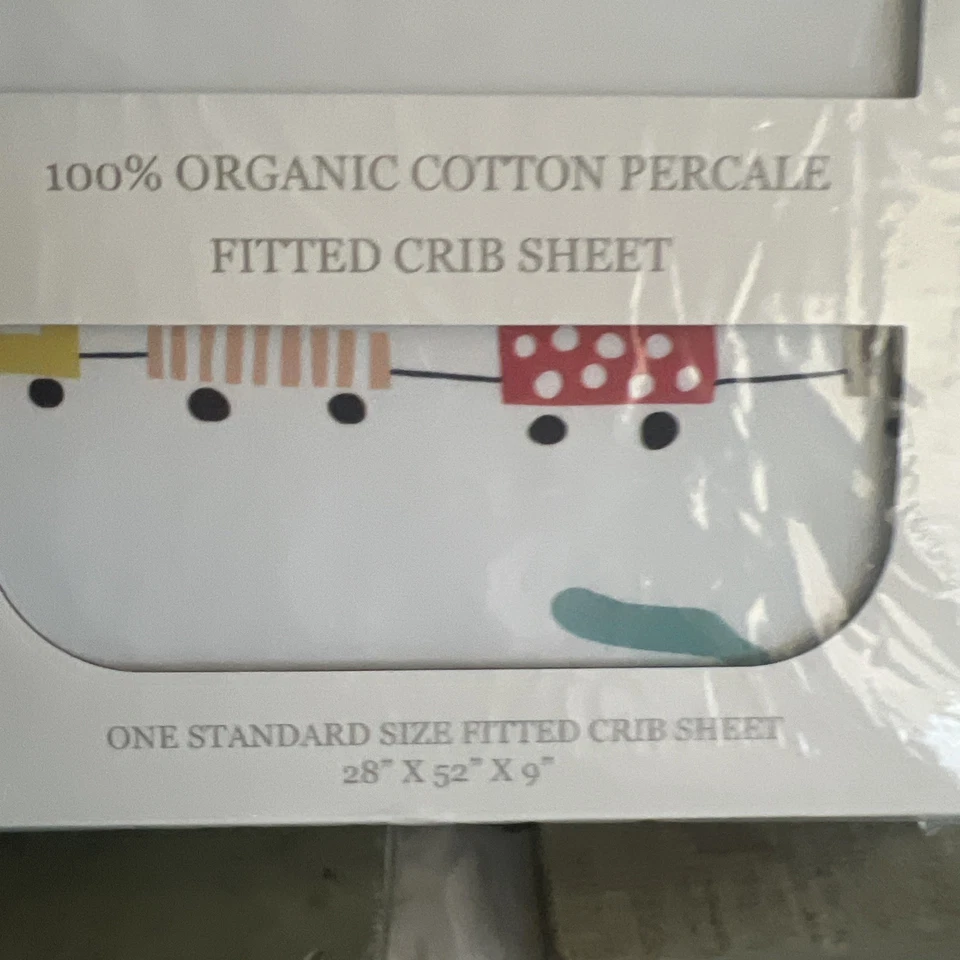 100% ORGANIC COTTON PERCALE
FITTED CRIB SHEET
ONE STANDARD SIZE FITTED CRIB SHEET
28" X 52" X 9"